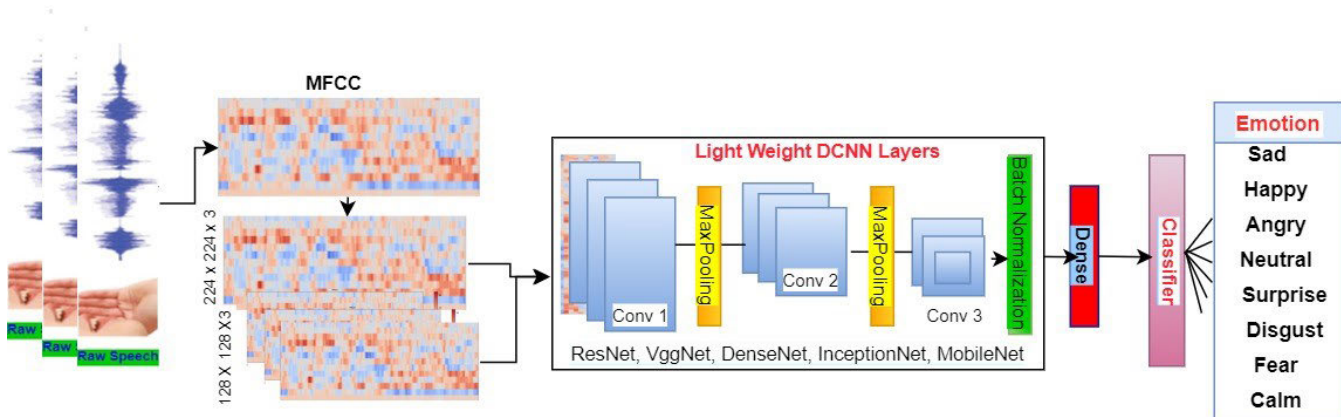 Raw S
Raw S
Raw Speech
MFCC
224 x 224 x 3
128 X 128 X3
Light Weight DCNN Layers
Conv 1
MaxPooling
Conv 2
MaxPooling
Conv 3
Batch Normalization
ResNet, VggNet, DenseNet, InceptionNet, MobileNet
Dense
Classifier
Emotion
Sad
Happy
Angry
Neutral
Surprise
Disgust
Fear
Calm